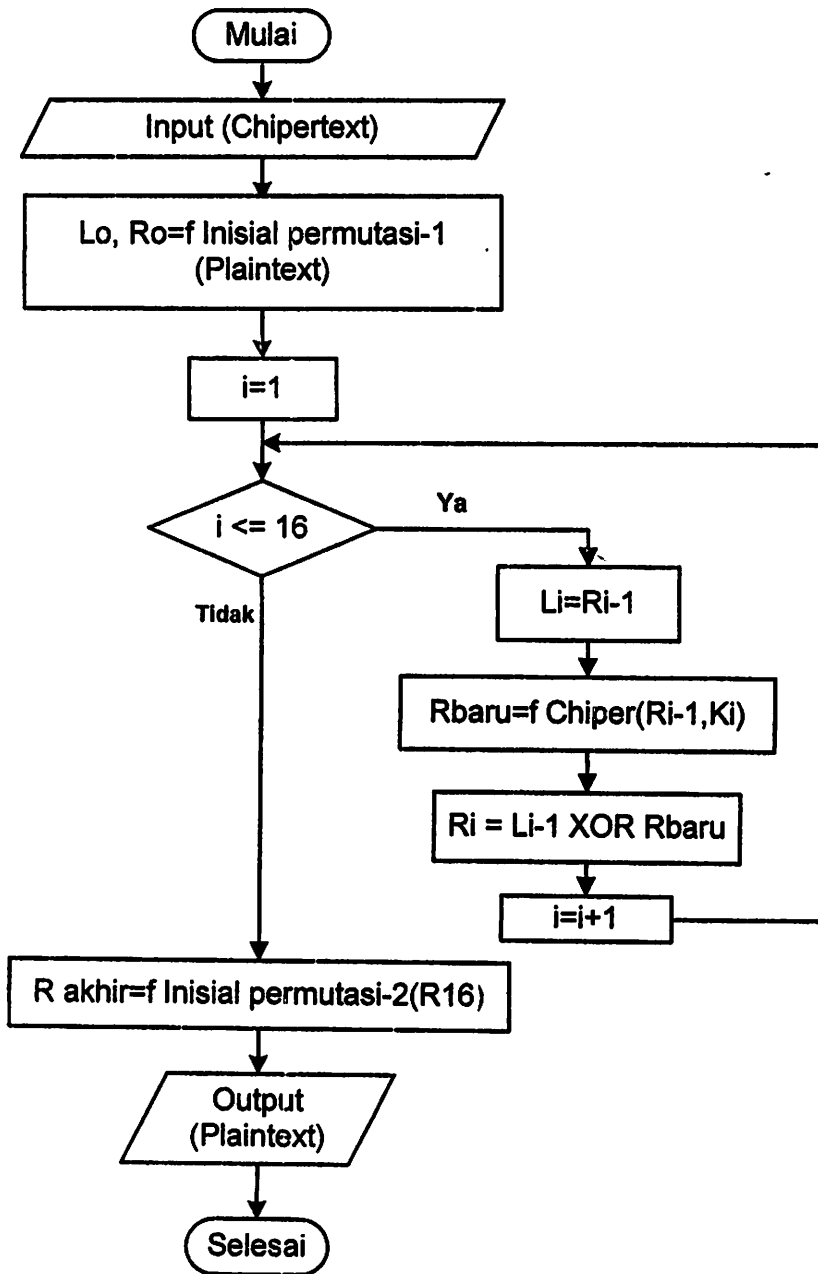 Mulai
Input (Chipertext)
Lo, Ro=f Inisial permutasi-1
(Plaintext)
i=1
i <= 16
Ya
Tidak
Li=Ri-1
Rbaru=f Chiper(Ri-1,Ki)
Ri = Li-1 XOR Rbaru
i=i+1
R akhir=f Inisial permutasi-2(R16)
Output
(Plaintext)
Selesai